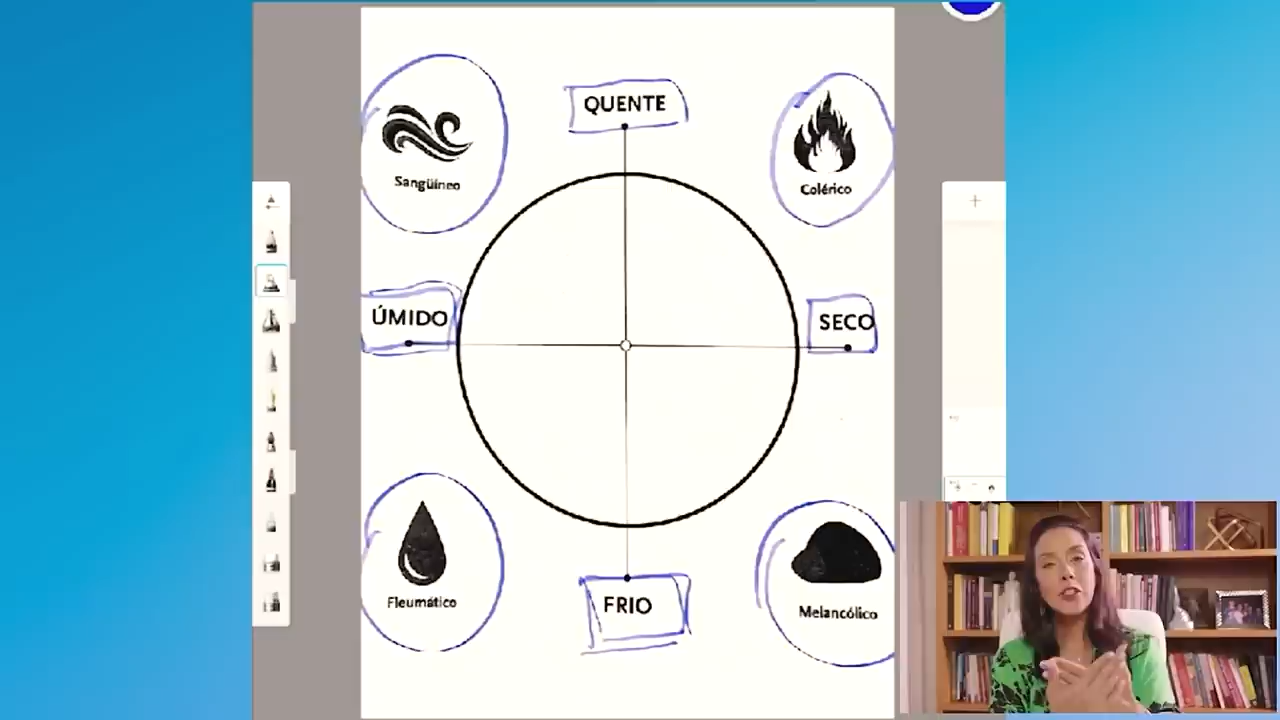 QUENTE
Sangüíneo
Colérico
ÚMIDO
SECO
Fleumático
FRIO
Melancólico